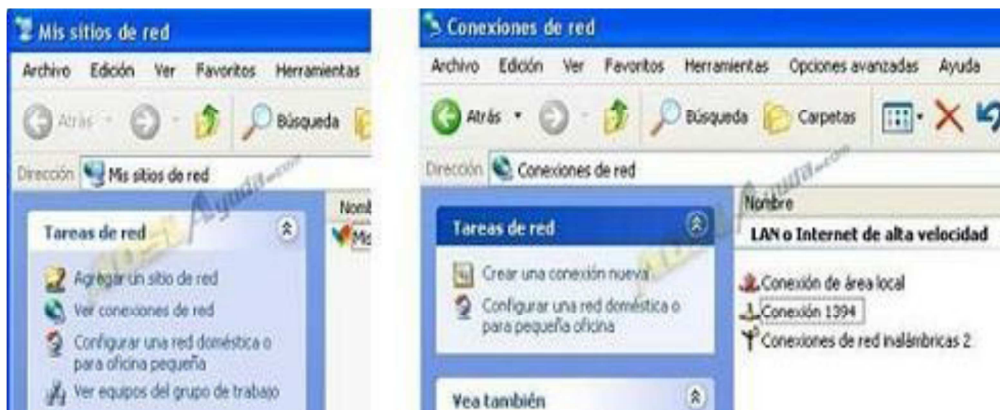 Mis sitios de red
Archivo Edición Ver Favoritos Herramientas
Atrás Búsqueda
Dirección Mis sitios de red
Tareas de red
Agregar un sitio de red
Ver conexiones de red
Configurar una red doméstica o
para oficina pequeña
Ver equipos del grupo de trabajo
Conexiones de red
Archivo Edición Ver Favoritos Herramientas Opciones avanzadas Ayuda
Atrás Búsqueda Carpetas
Dirección Conexiones de red
Tareas de red
Crear una conexión nueva
Configurar una red doméstica o
para pequeña oficina
Vea también
Nombre
LAN o Internet de alta velocidad
Conexión de área local
Conexión 1394
Conexiones de red inalámbricas 2
ADSLAyuda.com